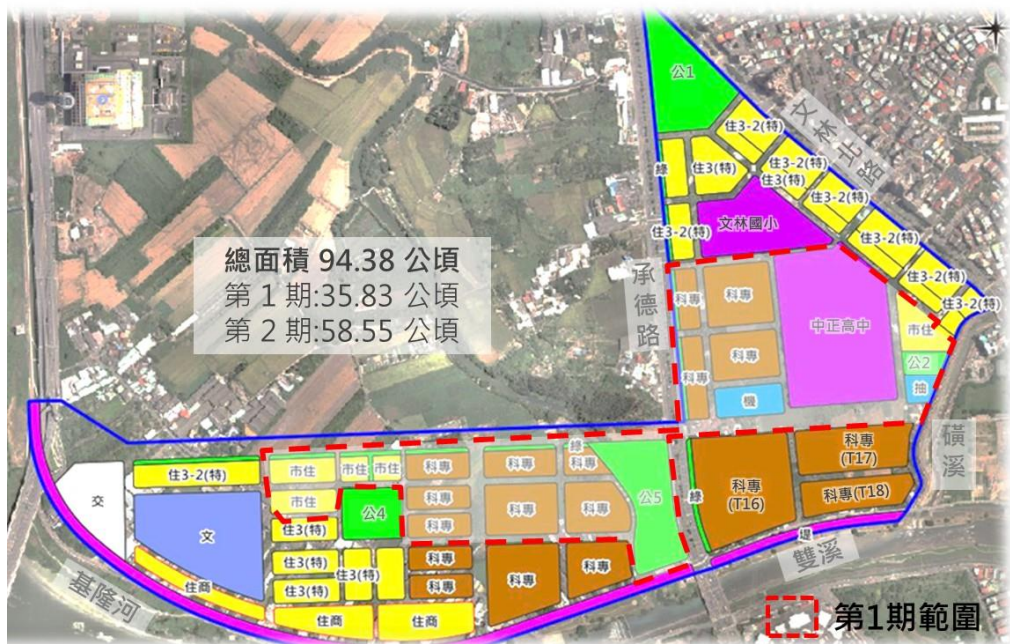 公1
住3-2(特)
文林北路
綠
住3(特)
住3-2(特)
住3(特)
住3-2(特)
住3-2(特)
文林國小
住3-2(特)
住3-2(特)
住3-2(特)
總面積 94.38 公頃
第 1 期:35.83 公頃
第 2 期:58.55 公頃
承德路
科專
科專
中正高中
市住
科專
公2
科專
機
抽
磺溪
住3-2(特)
市住
市住
市住
科專
科專
綠
科專
科專
(T17)
交
文
市住
公4
科專
科專
科專
公5
綠
科專
(T16)
科專(T18)
住3(特)
科專
堤
雙溪
住3(特)
住3(特)
科專
科專
科專
科專
住3(特)
住商
住商
住商
基隆河
第1期範圍